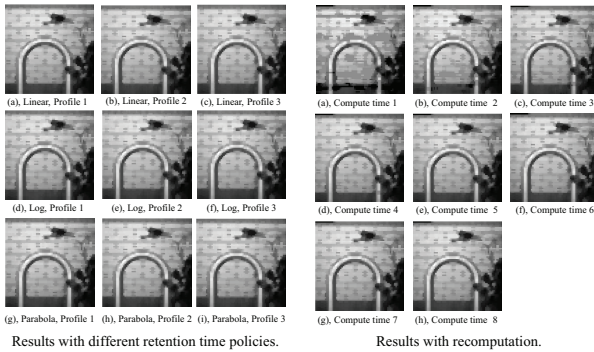 (a), Linear, Profile 1
(b), Linear, Profile 2
(c), Linear, Profile 3
(d), Log, Profile 1
(e), Log, Profile 2
(f), Log, Profile 3
(g), Parabola, Profile 1
(h), Parabola, Profile 2
(i), Parabola, Profile 3
Results with different retention time policies.
(a), Compute time 1
(b), Compute time 2
(c), Compute time 3
(d), Compute time 4
(e), Compute time 5
(f), Compute time 6
(g), Compute time 7
(h), Compute time 8
Results with recomputation.